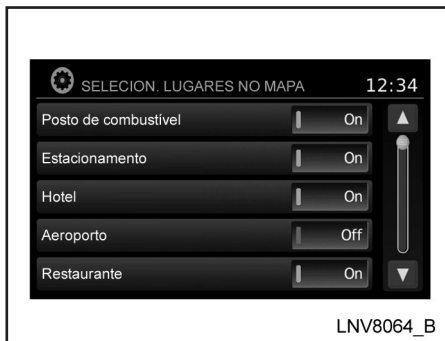 SELECION. LUGARES NO MAPA 12:34
Posto de combustível On
Estacionamento On
Hotel On
Aeroporto Off
Restaurante On
LNV8064_B